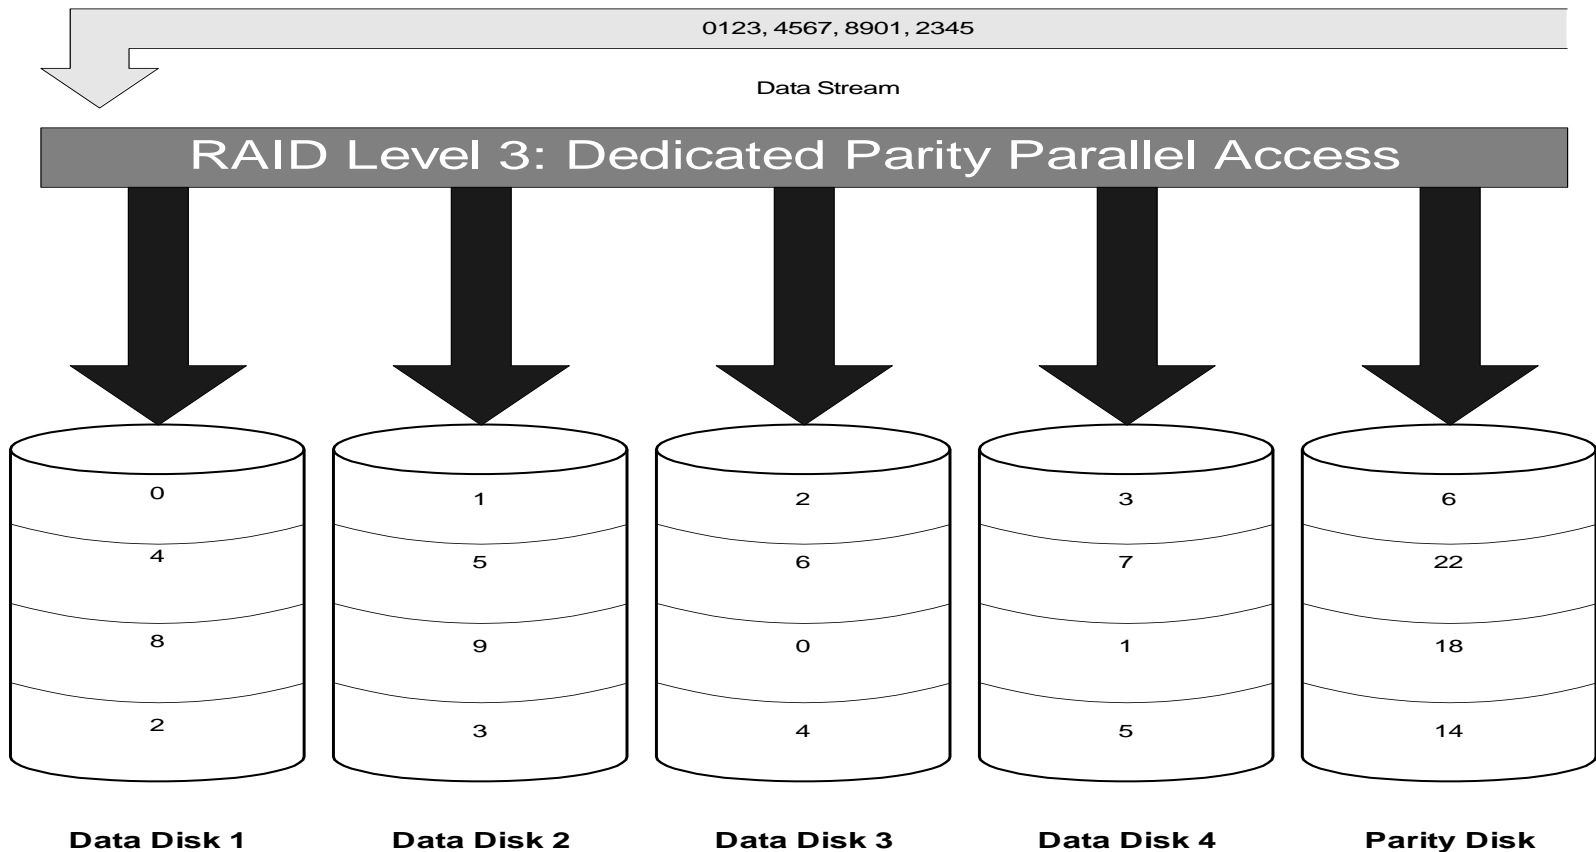 0123, 4567, 8901, 2345
Data Stream
RAID Level 3: Dedicated Parity Parallel Access
0 1 2 3 6
4 5 6 7 22
8 9 0 1 18
2 3 4 5 14
Data Disk 1 Data Disk 2 Data Disk 3 Data Disk 4 Parity Disk